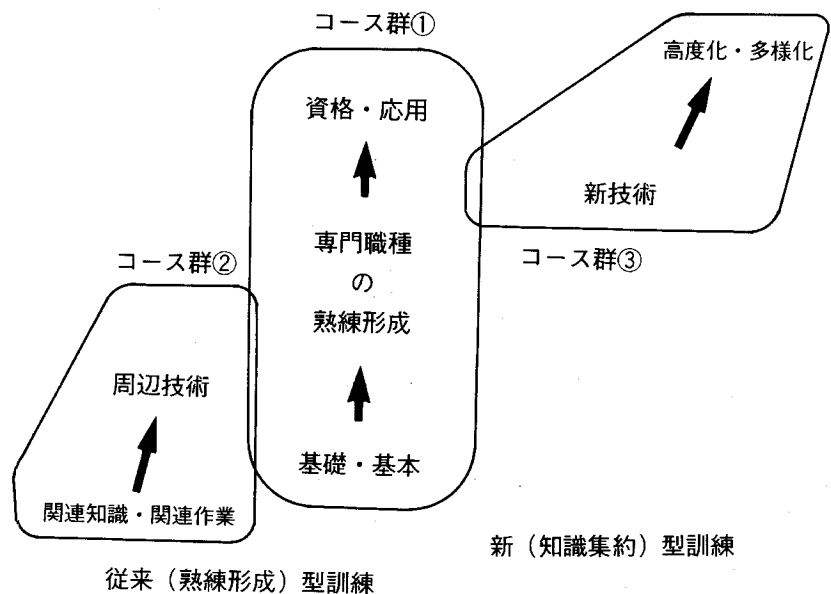 コース群①
高度化・多様化
資格・応用
新技術
専門職種
の
熟練形成
コース群③
コース群②
周辺技術
基礎・基本
関連知識・関連作業
新（知識集約）型訓練
従来（熟練形成）型訓練